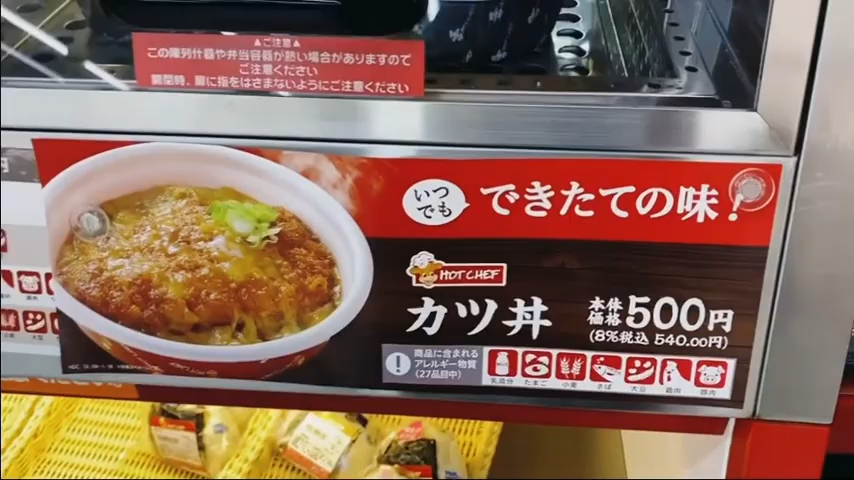 ▲ご注意▲
この陳列什器や弁当容器が熱い場合がありますので
ご注意ください
開閉時、扉に指をはさまないようにご注意ください
いつでも
できたての味!
HOT CHEF
カツ丼
本体価格500円
(8%税込 540.00円)
商品に含まれる
アレルギー物質
(27品目中)
乳成分 たまご 小麦 さば 大豆 鶏肉 豚肉